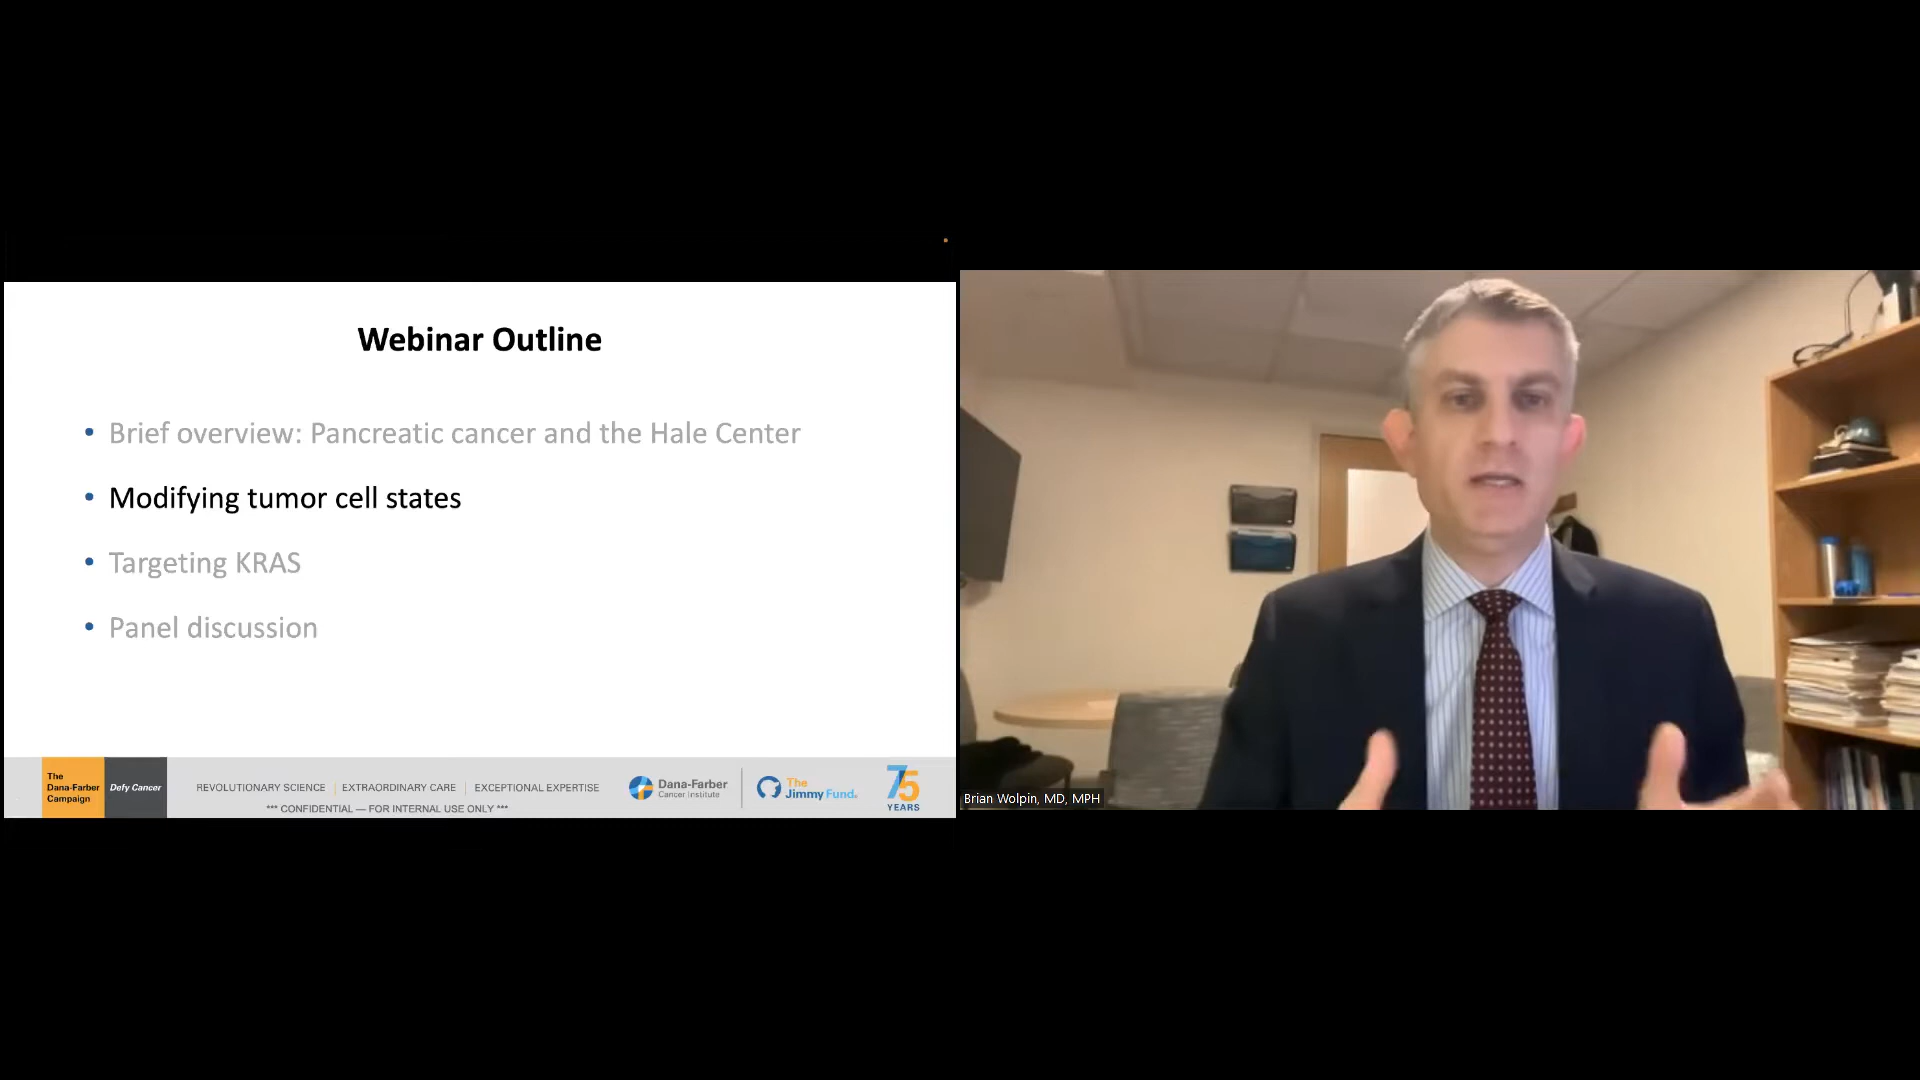 Webinar Outline
• Brief overview: Pancreatic cancer and the Hale Center
• Modifying tumor cell states
• Targeting KRAS
• Panel discussion
The
Dana-Farber
Campaign
Defy Cancer
REVOLUTIONARY SCIENCE | EXTRAORDINARY CARE | EXCEPTIONAL EXPERTISE
*** CONFIDENTIAL — FOR INTERNAL USE ONLY ***
Dana-Farber
Cancer Institute
The
Jimmy Fund.
75
YEARS
Brian Wolpin, MD, MPH